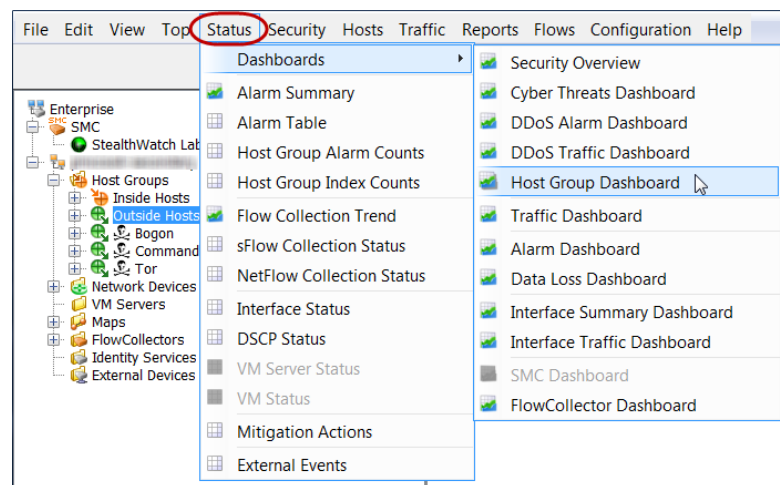 File Edit View Top Status Security Hosts Traffic Reports Flows Configuration Help
Enterprise
SMC
SMC
StealthWatch Lab
Host Groups
Inside Hosts
Outside Hosts
Bogon
Command
Tor
Network Devices
VM Servers
Maps
FlowCollectors
Identity Services
External Devices
Dashboards
Alarm Summary
Alarm Table
Host Group Alarm Counts
Host Group Index Counts
Flow Collection Trend
sFlow Collection Status
NetFlow Collection Status
Interface Status
DSCP Status
VM Server Status
VM Status
Mitigation Actions
External Events
Security Overview
Cyber Threats Dashboard
DDoS Alarm Dashboard
DDoS Traffic Dashboard
Host Group Dashboard
Traffic Dashboard
Alarm Dashboard
Data Loss Dashboard
Interface Summary Dashboard
Interface Traffic Dashboard
SMC Dashboard
FlowCollector Dashboard